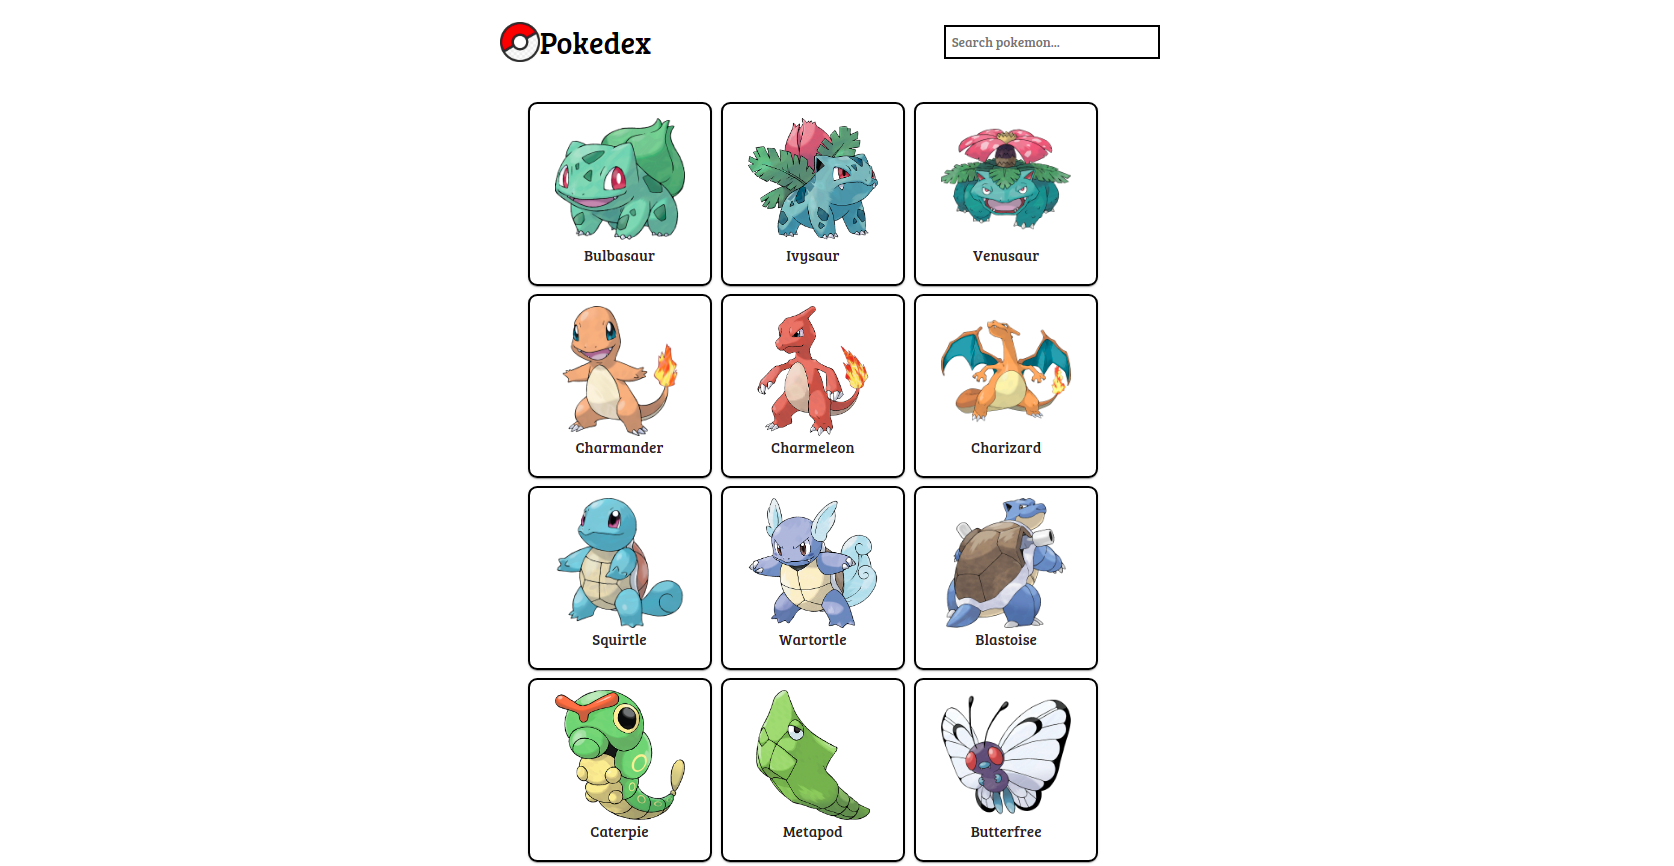 Pokedex
Search pokemon...
Bulbasaur
Ivysaur
Venusaur
Charmander
Charmeleon
Charizard
Squirtle
Wartortle
Blastoise
Caterpie
Metapod
Butterfree